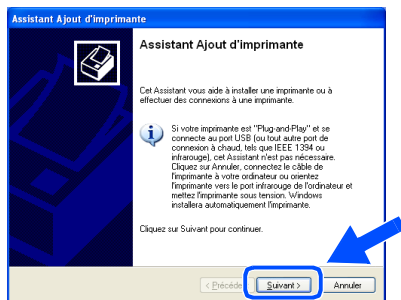 Assistant Ajout d'imprimante
Assistant Ajout d'imprimante
Cet Assistant vous aide à installer une imprimante ou à
effectuer des connexions à une imprimante.
Si votre imprimante est "Plug-and-Play" et se
connecte au port USB (ou tout autre port de
connexion à chaud, tels que IEEE 1394 ou
infrarouge), cet Assistant n'est pas nécessaire.
Cliquez sur Annuler, connectez le câble de
l'imprimante à votre ordinateur ou orientez
l'imprimante vers le port infrarouge de l'ordinateur et
mettez l'imprimante sous tension. Windows
installera automatiquement l'imprimante.
Cliquez sur Suivant pour continuer.
< Précéde Suivant > Annuler